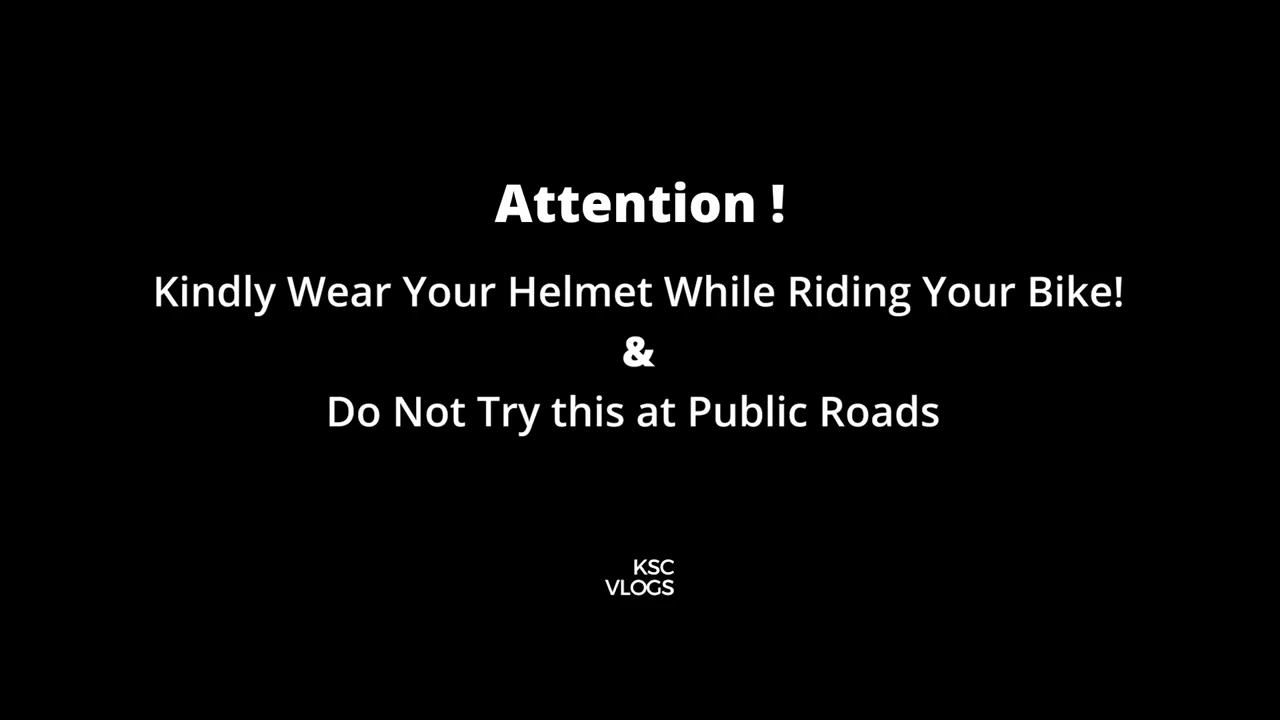 Attention !
Kindly Wear Your Helmet While Riding Your Bike!
&
Do Not Try this at Public Roads
KSC
VLOGS